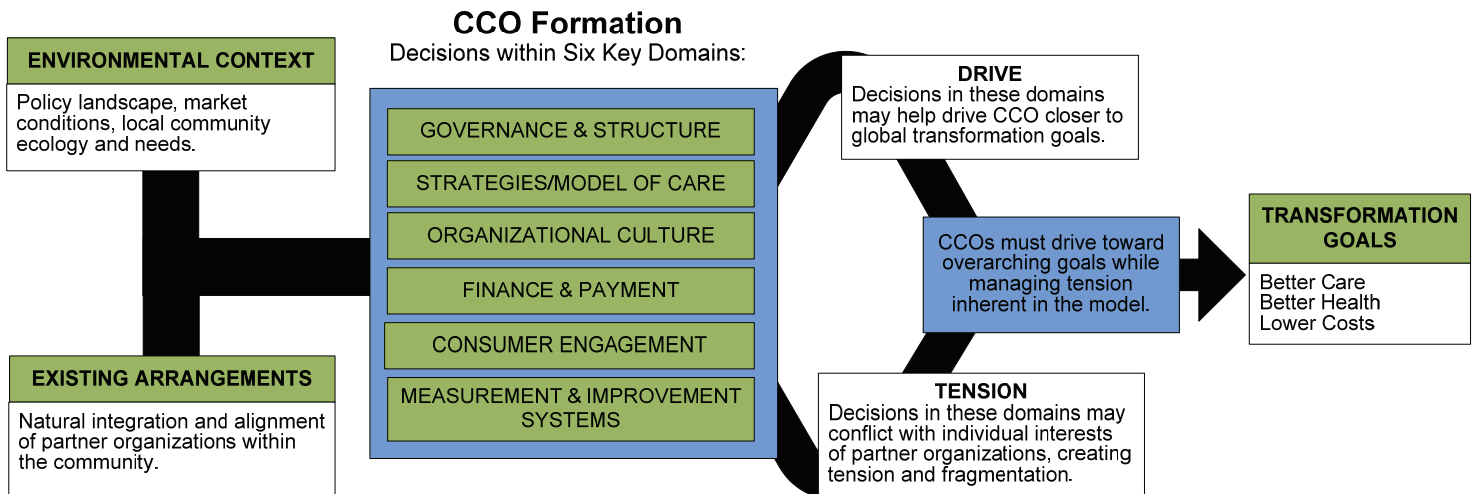 CCO Formation
Decisions within Six Key Domains:
ENVIRONMENTAL CONTEXT
Policy landscape, market
conditions, local community
ecology and needs.
EXISTING ARRANGEMENTS
Natural integration and alignment
of partner organizations within
the community.
GOVERNANCE & STRUCTURE
STRATEGIES/MODEL OF CARE
ORGANIZATIONAL CULTURE
FINANCE & PAYMENT
CONSUMER ENGAGEMENT
MEASUREMENT & IMPROVEMENT
SYSTEMS
DRIVE
Decisions in these domains
may help drive CCO closer to
global transformation goals.
TENSION
Decisions in these domains may
conflict with individual interests
of partner organizations, creating
tension and fragmentation.
CCOs must drive toward
overarching goals while
managing tension
inherent in the model.
TRANSFORMATION
GOALS
Better Care
Better Health
Lower Costs